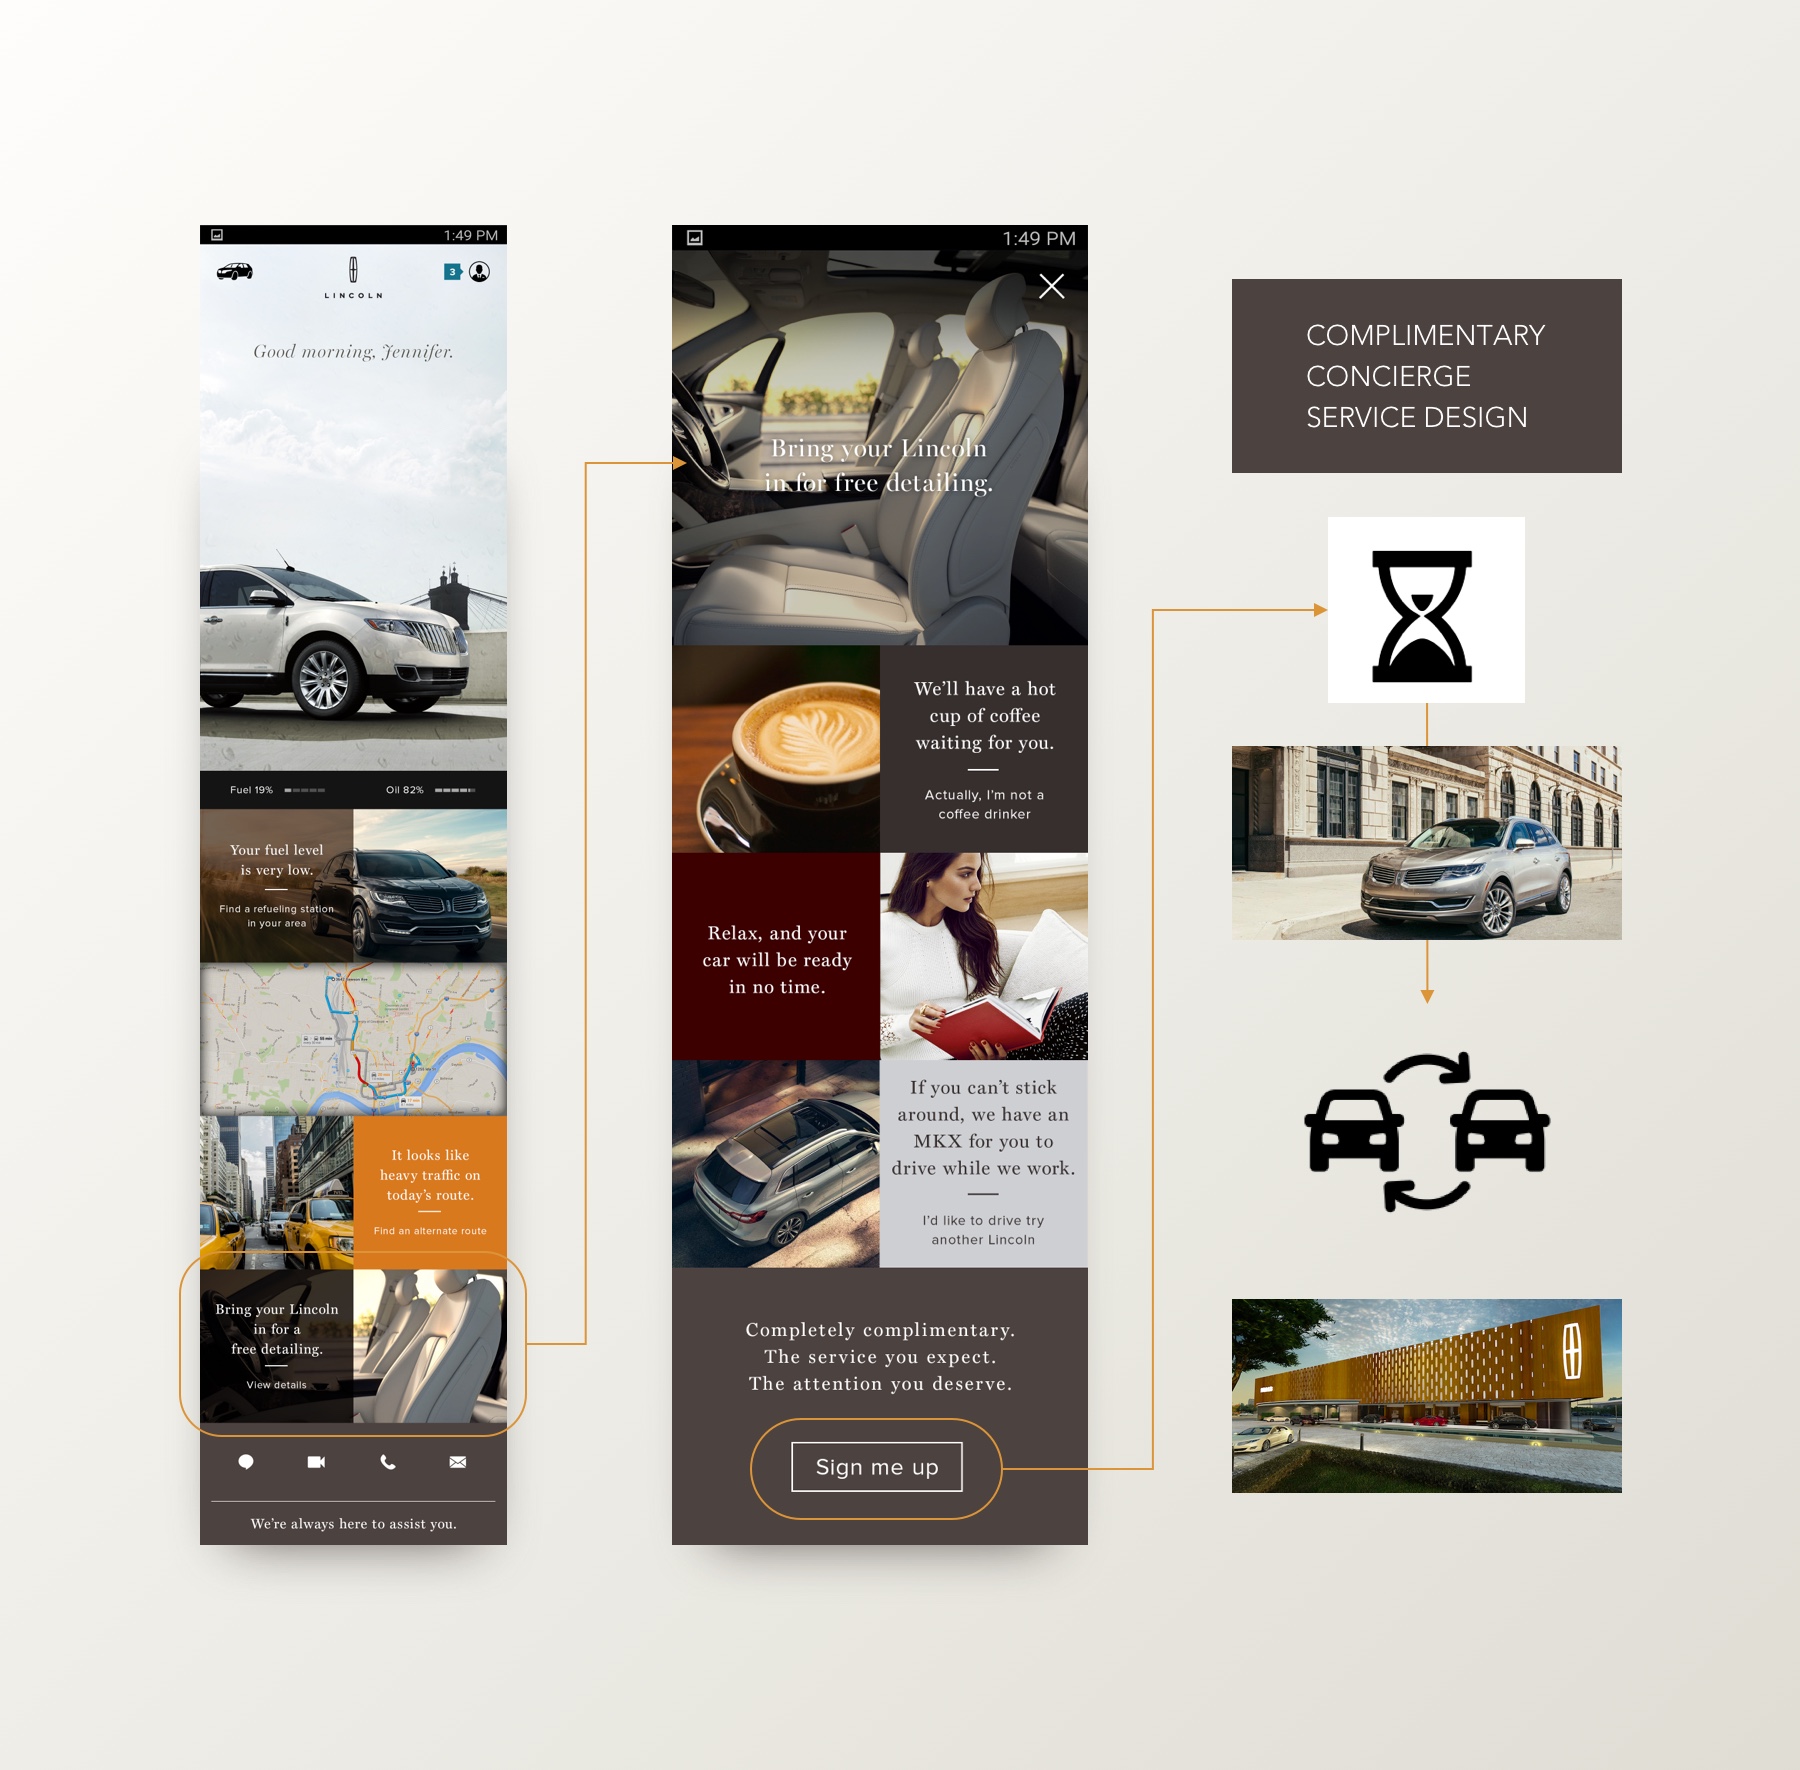 1:49 PM
3
LINCOLN
Good morning, Jennifer.
Fuel 19%
Oil 82%
Your fuel level
is very low.
Find a refueling station
in your area
It looks like
heavy traffic on
today's route.
Find an alternate route
Bring your Lincoln
in for a
free detailing.
View details
We're always here to assist you.
1:49 PM
Bring your Lincoln
in for free detailing.
We'll have a hot
cup of coffee
waiting for you.
Actually, I'm not a
coffee drinker
Relax, and your
car will be ready
in no time.
If you can't stick
around, we have an
MKX for you to
drive while we work.
I'd like to drive try
another Lincoln
Completely complimentary.
The service you expect.
The attention you deserve.
Sign me up
COMPLIMENTARY
CONCIERGE
SERVICE DESIGN